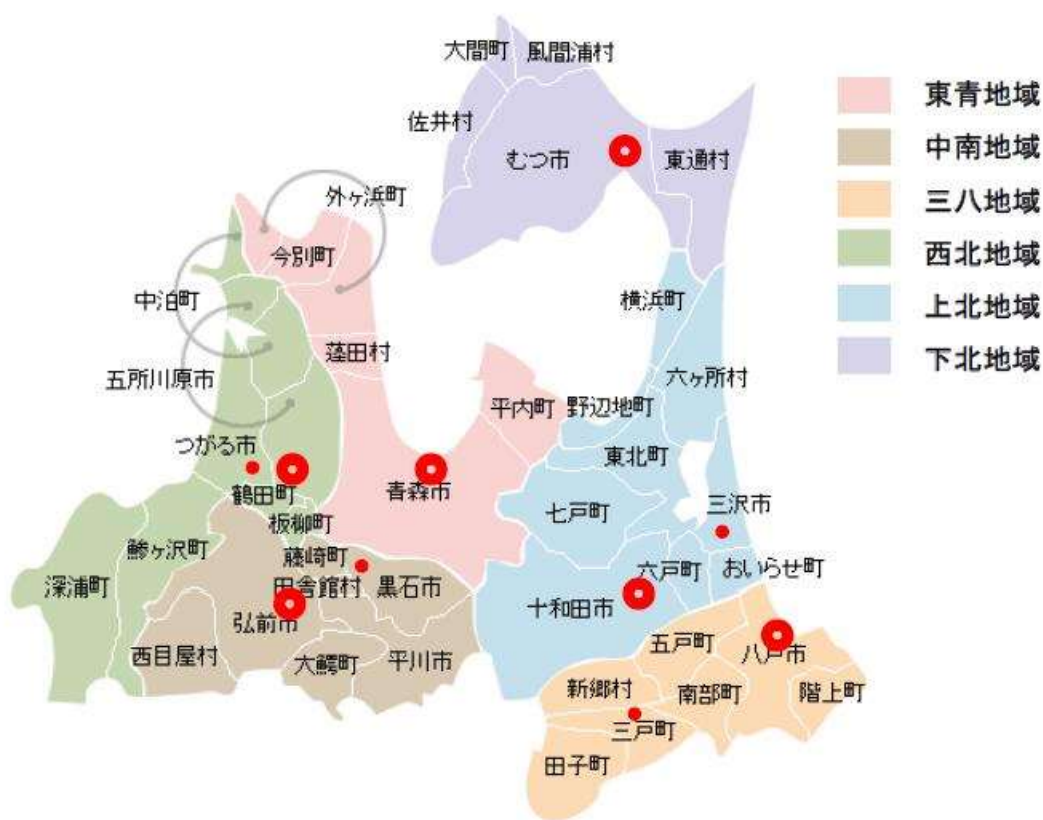 大間町
風間浦村
佐井村
むつ市
東通村
外ヶ浜町
今別町
中泊町
蓬田村
五所川原市
つがる市
鶴田町
板柳町
青森市
平内町
横浜町
六ヶ所村
野辺地町
東北町
七戸町
三沢市
六戸町
おいらせ町
十和田市
深浦町
鰺ヶ沢町
藤崎町
田舎館村
黒石市
弘前市
西目屋村
大鰐町
平川市
五戸町
八戸市
新郷村
南部町
階上町
三戸町
田子町
東青地域
中南地域
三八地域
西北地域
上北地域
下北地域